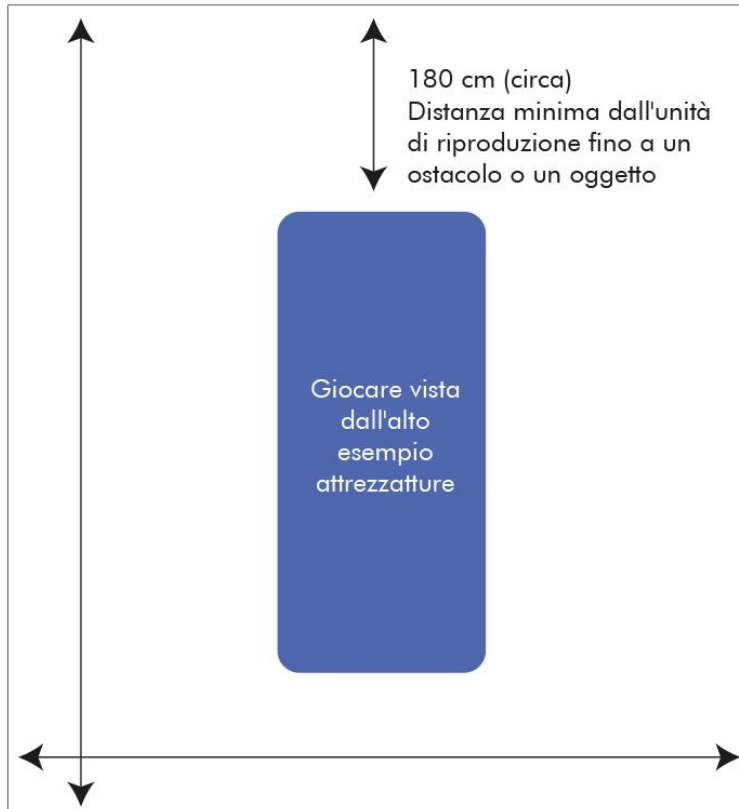 180 cm (circa)
Distanza minima dall'unità
di riproduzione fino a un
ostacolo o un oggetto
Giocare vista
dall'alto
esempio
attrezzatture